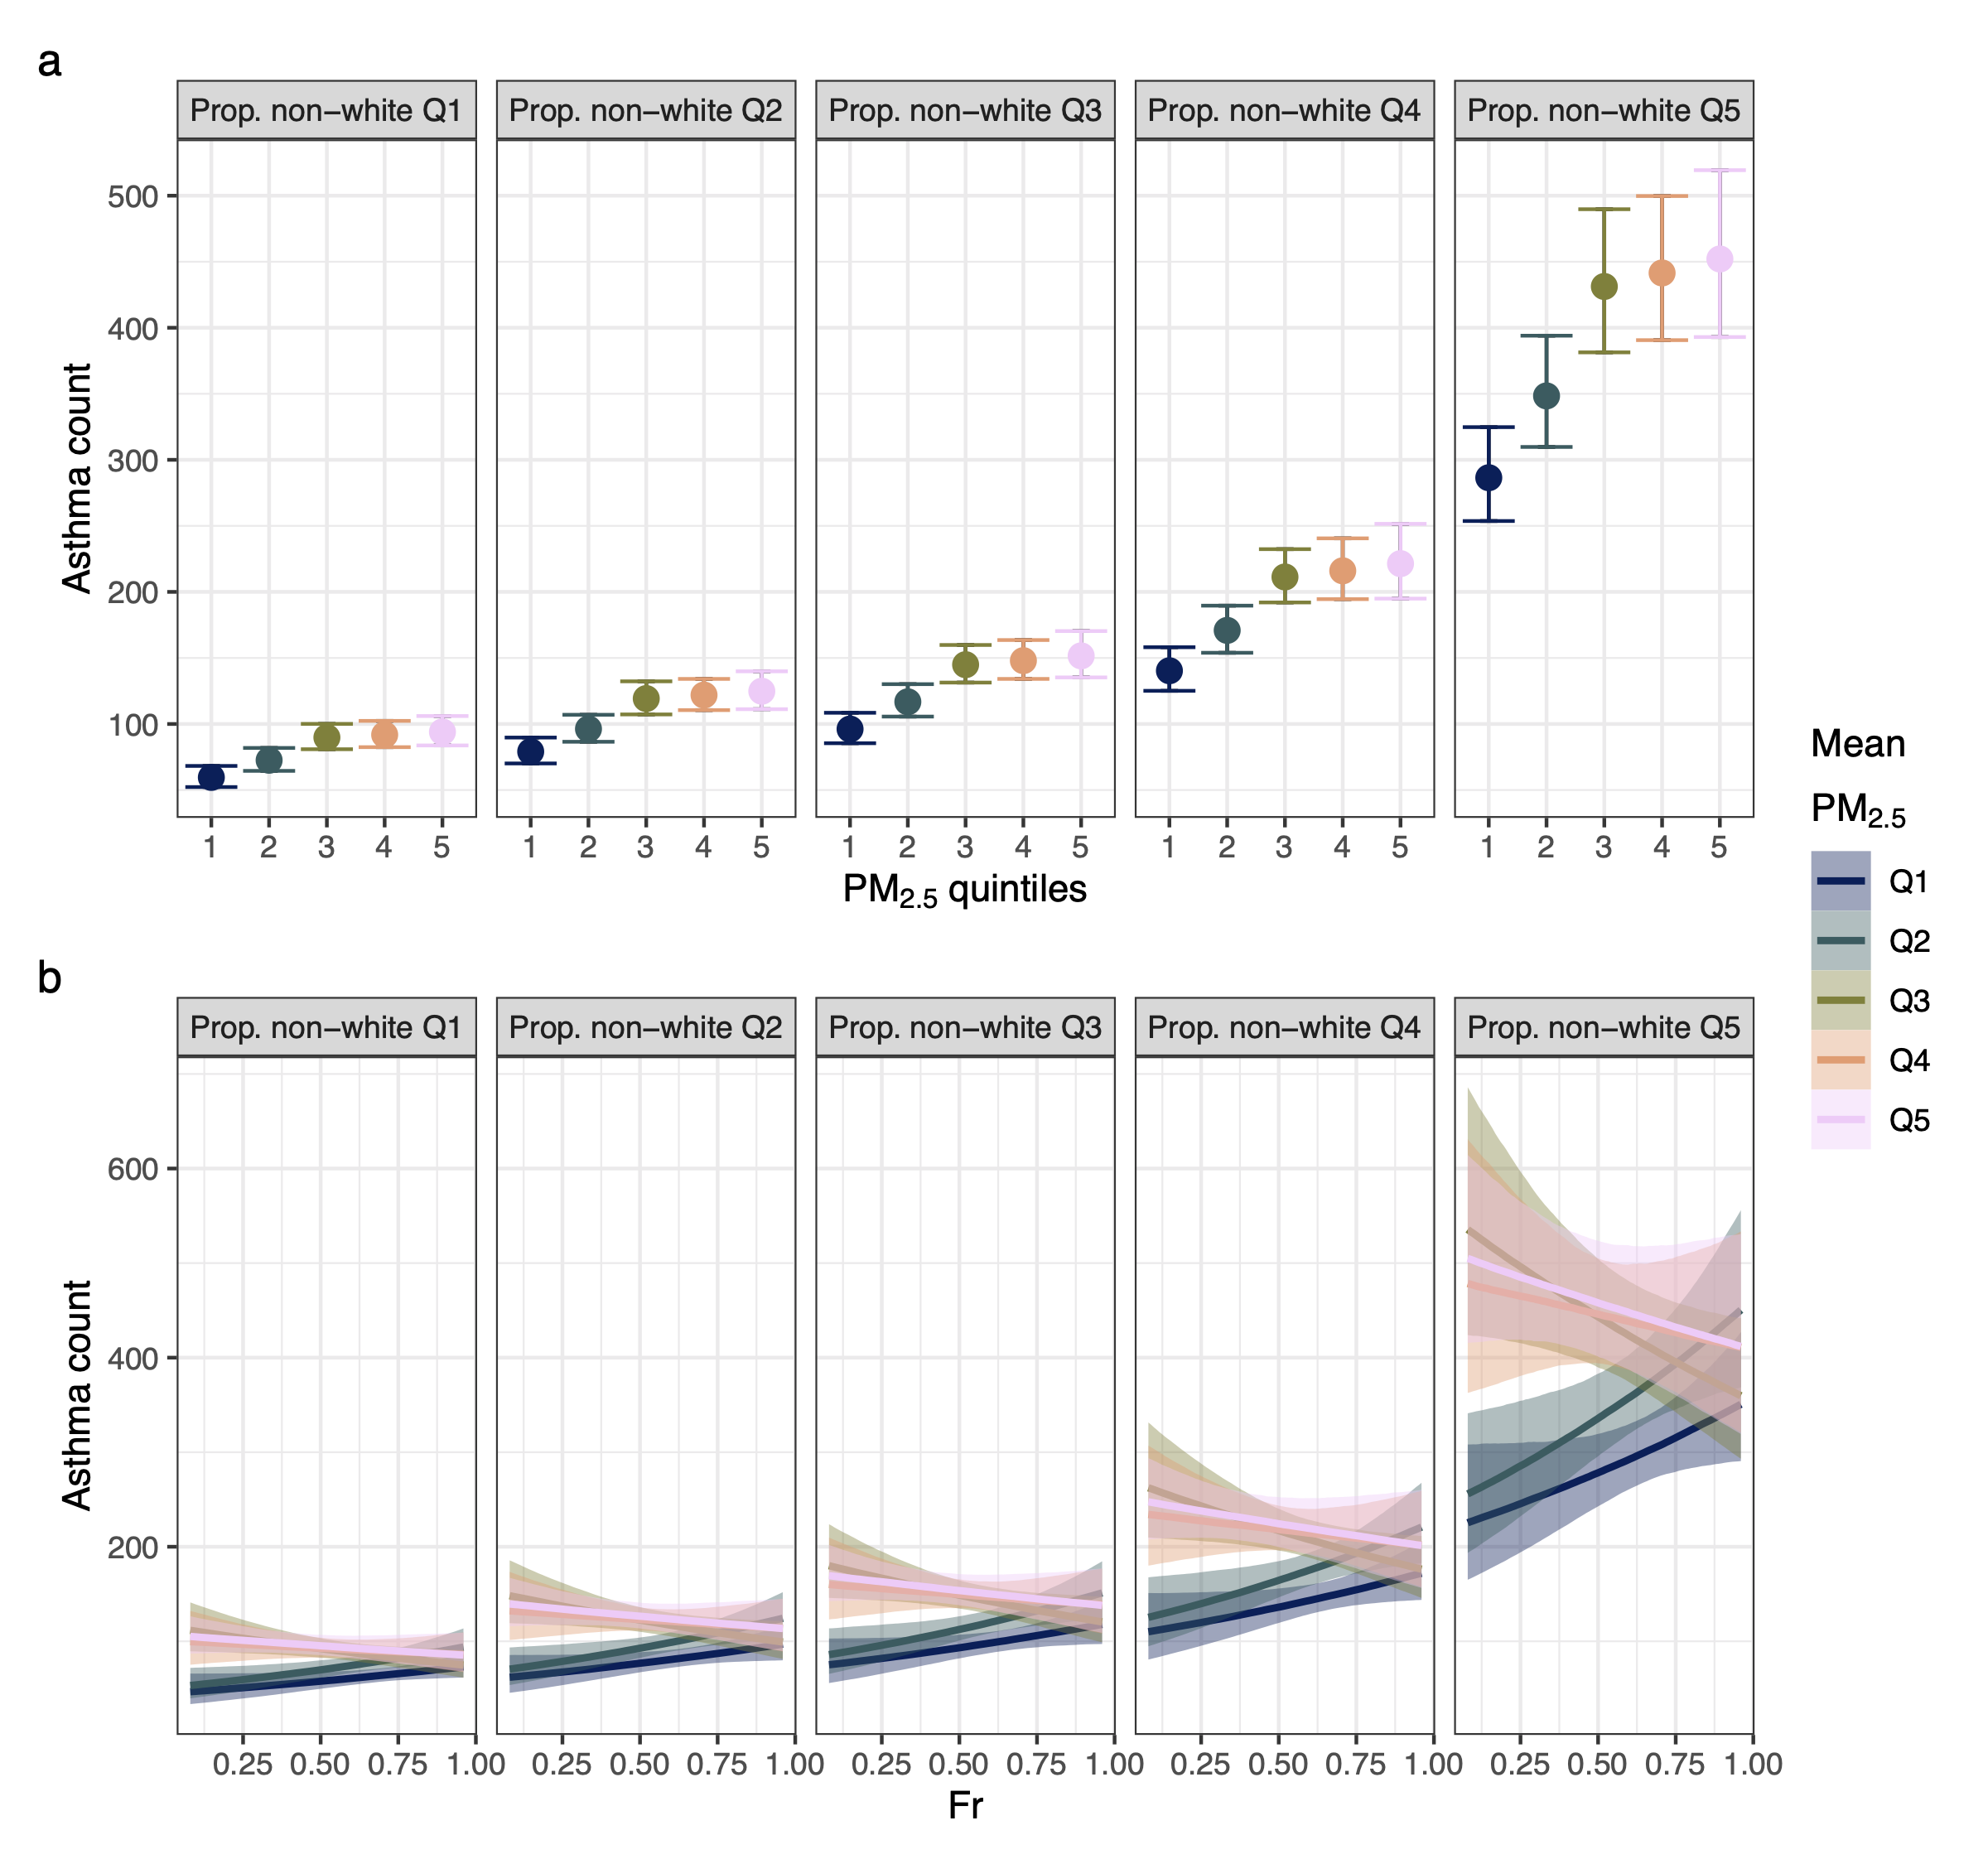 a
Prop. non−white Q1 Prop. non−white Q2 Prop. non−white Q3 Prop. non−white Q4 Prop. non−white Q5
Asthma count
500
400
300
200
100
1 2 3 4 5 1 2 3 4 5 1 2 3 4 5 1 2 3 4 5 1 2 3 4 5
PM2.5 quintiles
b
Prop. non−white Q1 Prop. non−white Q2 Prop. non−white Q3 Prop. non−white Q4 Prop. non−white Q5
Asthma count
600
400
200
0.25 0.50 0.75 1.00 0.25 0.50 0.75 1.00 0.25 0.50 0.75 1.00 0.25 0.50 0.75 1.00 0.25 0.50 0.75 1.00
Fr
Mean
PM2.5
Q1
Q2
Q3
Q4
Q5